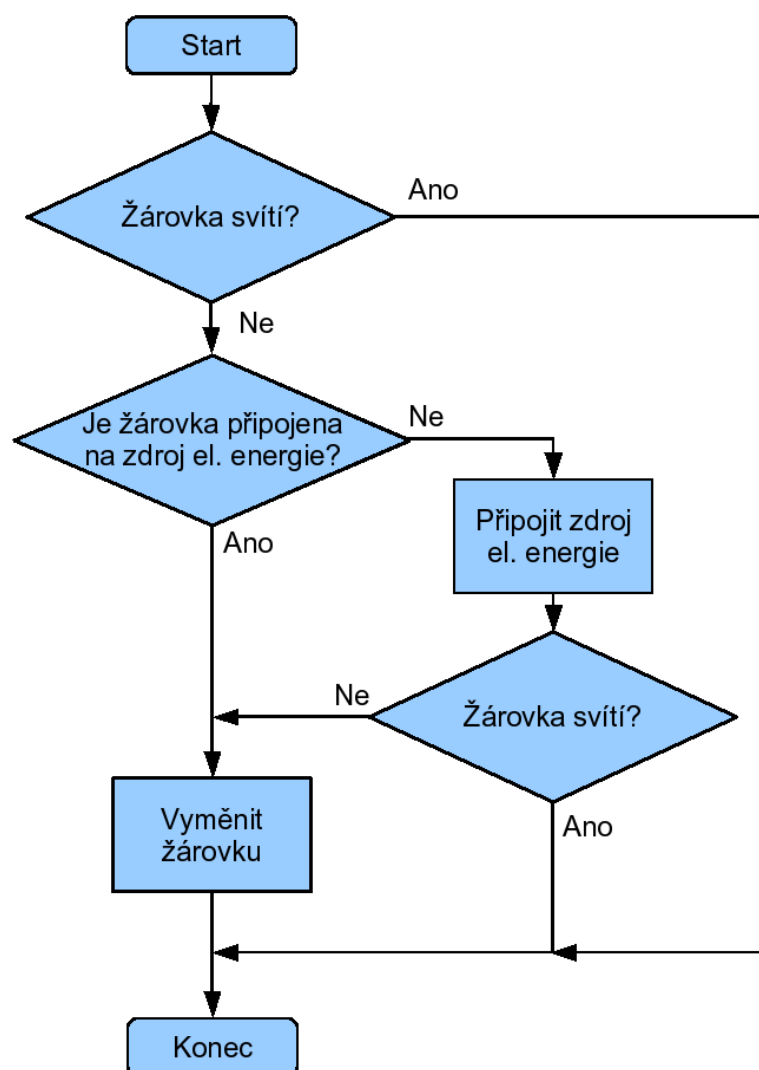 Start
Žárovka svítí?
Ano
Ne
Je žárovka připojena
na zdroj el. energie?
Ne
Připojit zdroj
el. energie
Ano
Žárovka svítí?
Ne
Vyměnit
žárovku
Ano
Konec